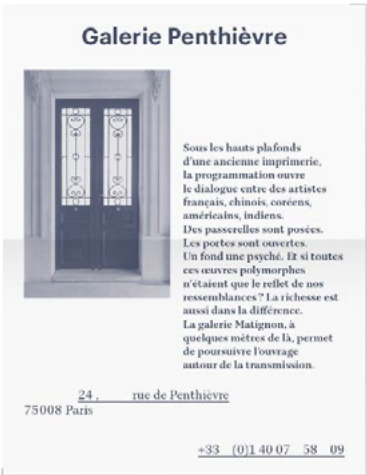 Galerie Penthièvre
Sous les hauts plafonds
d'une ancienne imprimerie,
la programmation ouvre
le dialogue entre des artistes
français, chinois, coréens,
américains, indiens.
Des passerelles sont posées.
Les portes sont ouvertes.
Un fond une psyché. Et si toutes
ces œuvres polymorphes
n'étaient que le reflet de nos
ressemblances ? La richesse est
aussi dans la différence.
La galerie Matignon, à
quelques mètres de là, permet
de poursuivre l'ouvrage
autour de la transmission.
24 , rue de Penthièvre
75008 Paris
+33 (0)1 40 07 58 09